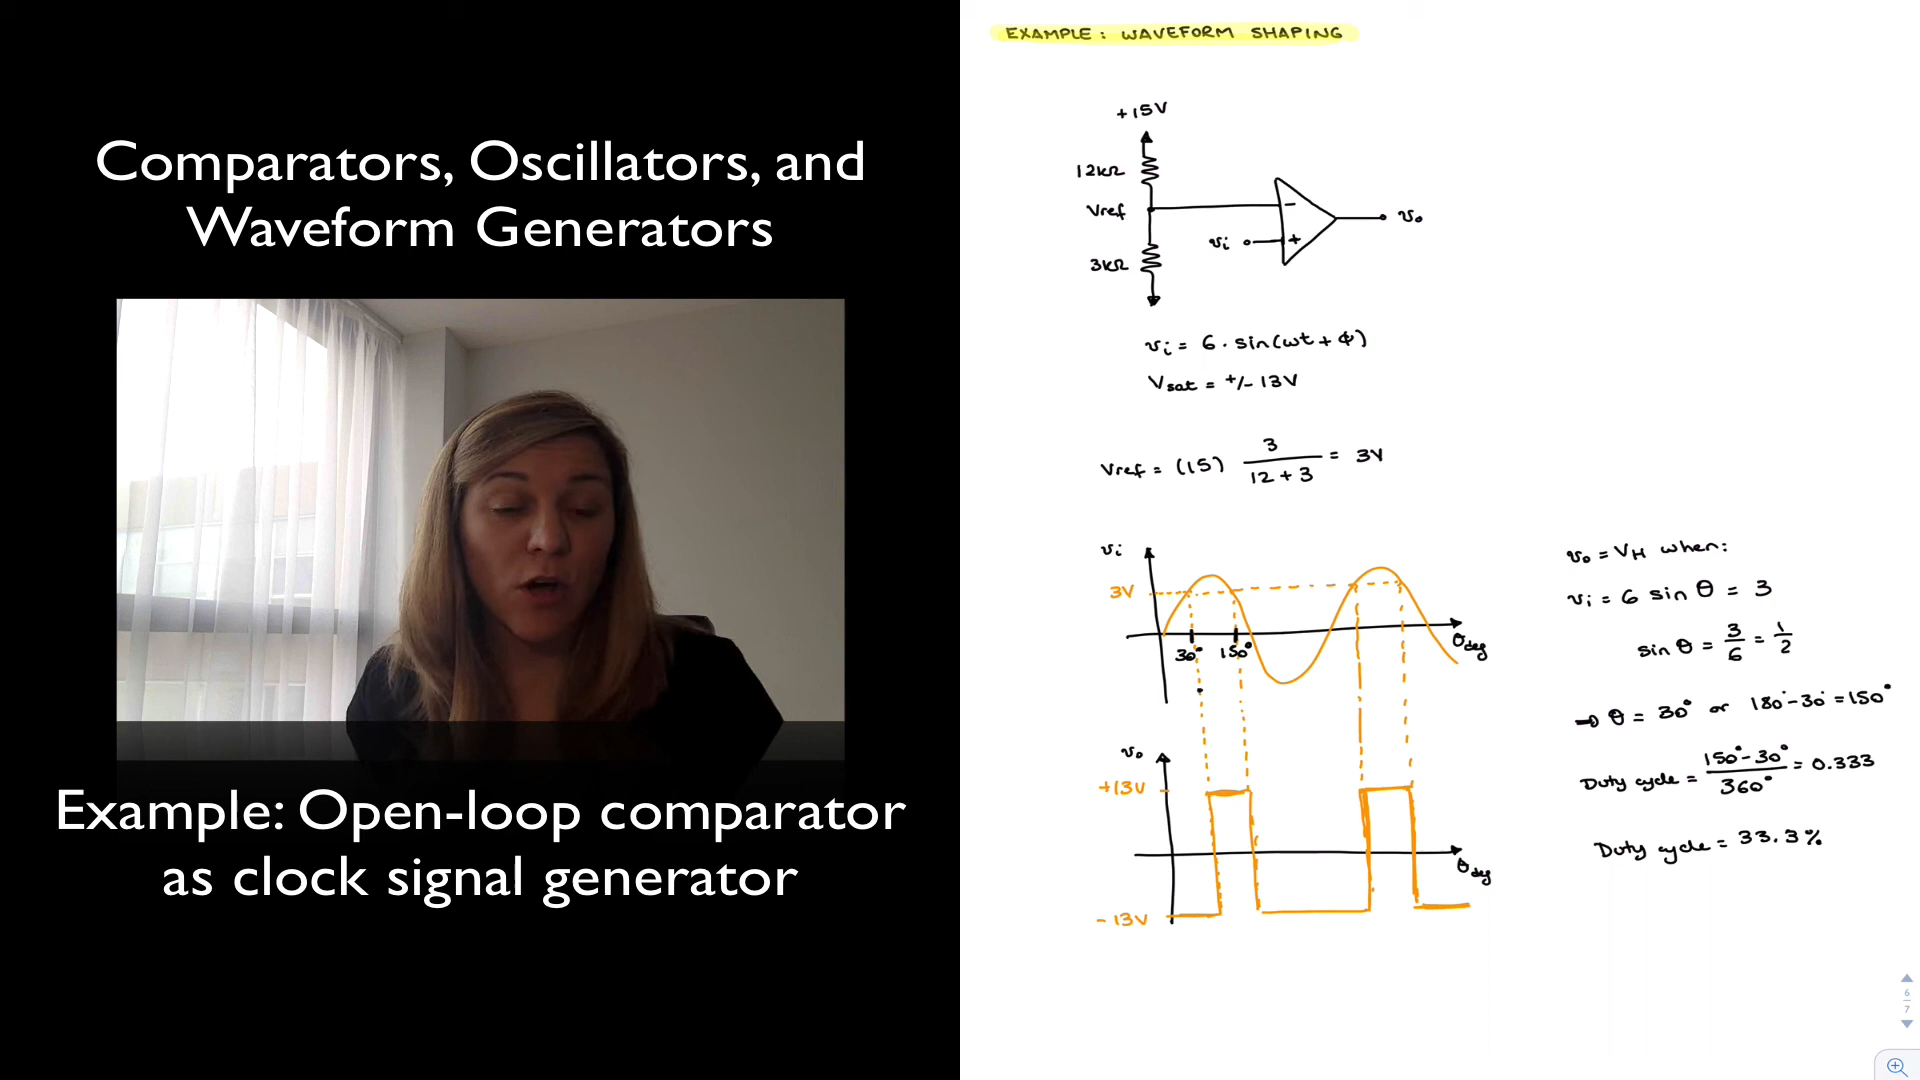 Comparators, Oscillators, and
Waveform Generators
Example: Open-loop comparator
as clock signal generator
EXAMPLE: WAVEFORM SHAPING
+15V
12kΩ
Vref
3kΩ
-
+
vi
vo
vi = 6 · sin(ωt + ϕ)
Vsat = +/- 13V
Vref = (15) 3/(12 + 3) = 3V
vi
3V
30° 150°
θdeg
vo
+13V
-13V
θdeg
vo = VH when:
vi = 6 sin θ = 3
sin θ = 3/6 = 1/2
→ θ = 30° or 180°-30° = 150°
Duty cycle = (150°-30°)/360° = 0.333
Duty cycle = 33.3%
6
7